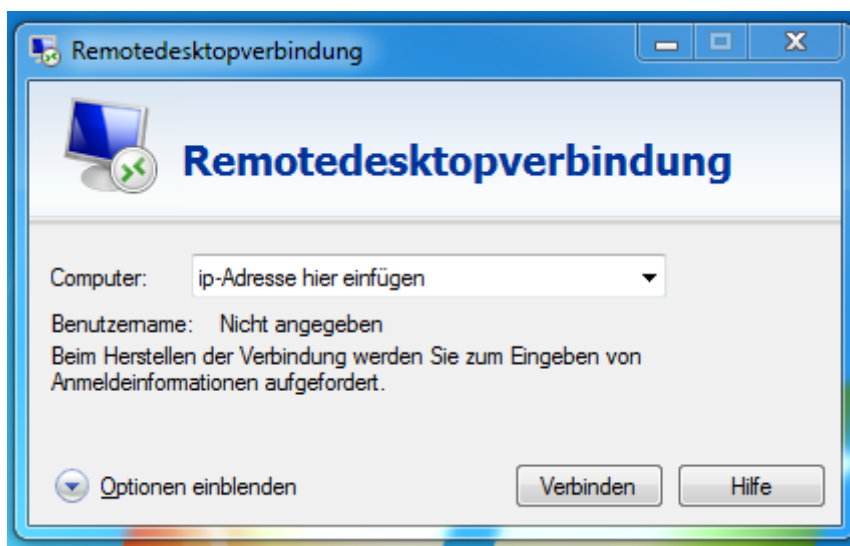 Remotedesktopverbindung
Remotedesktopverbindung
Computer: ip-Adresse hier einfügen
Benutzername: Nicht angegeben
Beim Herstellen der Verbindung werden Sie zum Eingeben von
Anmeldeinformationen aufgefordert.
Optionen einblenden Verbinden Hilfe